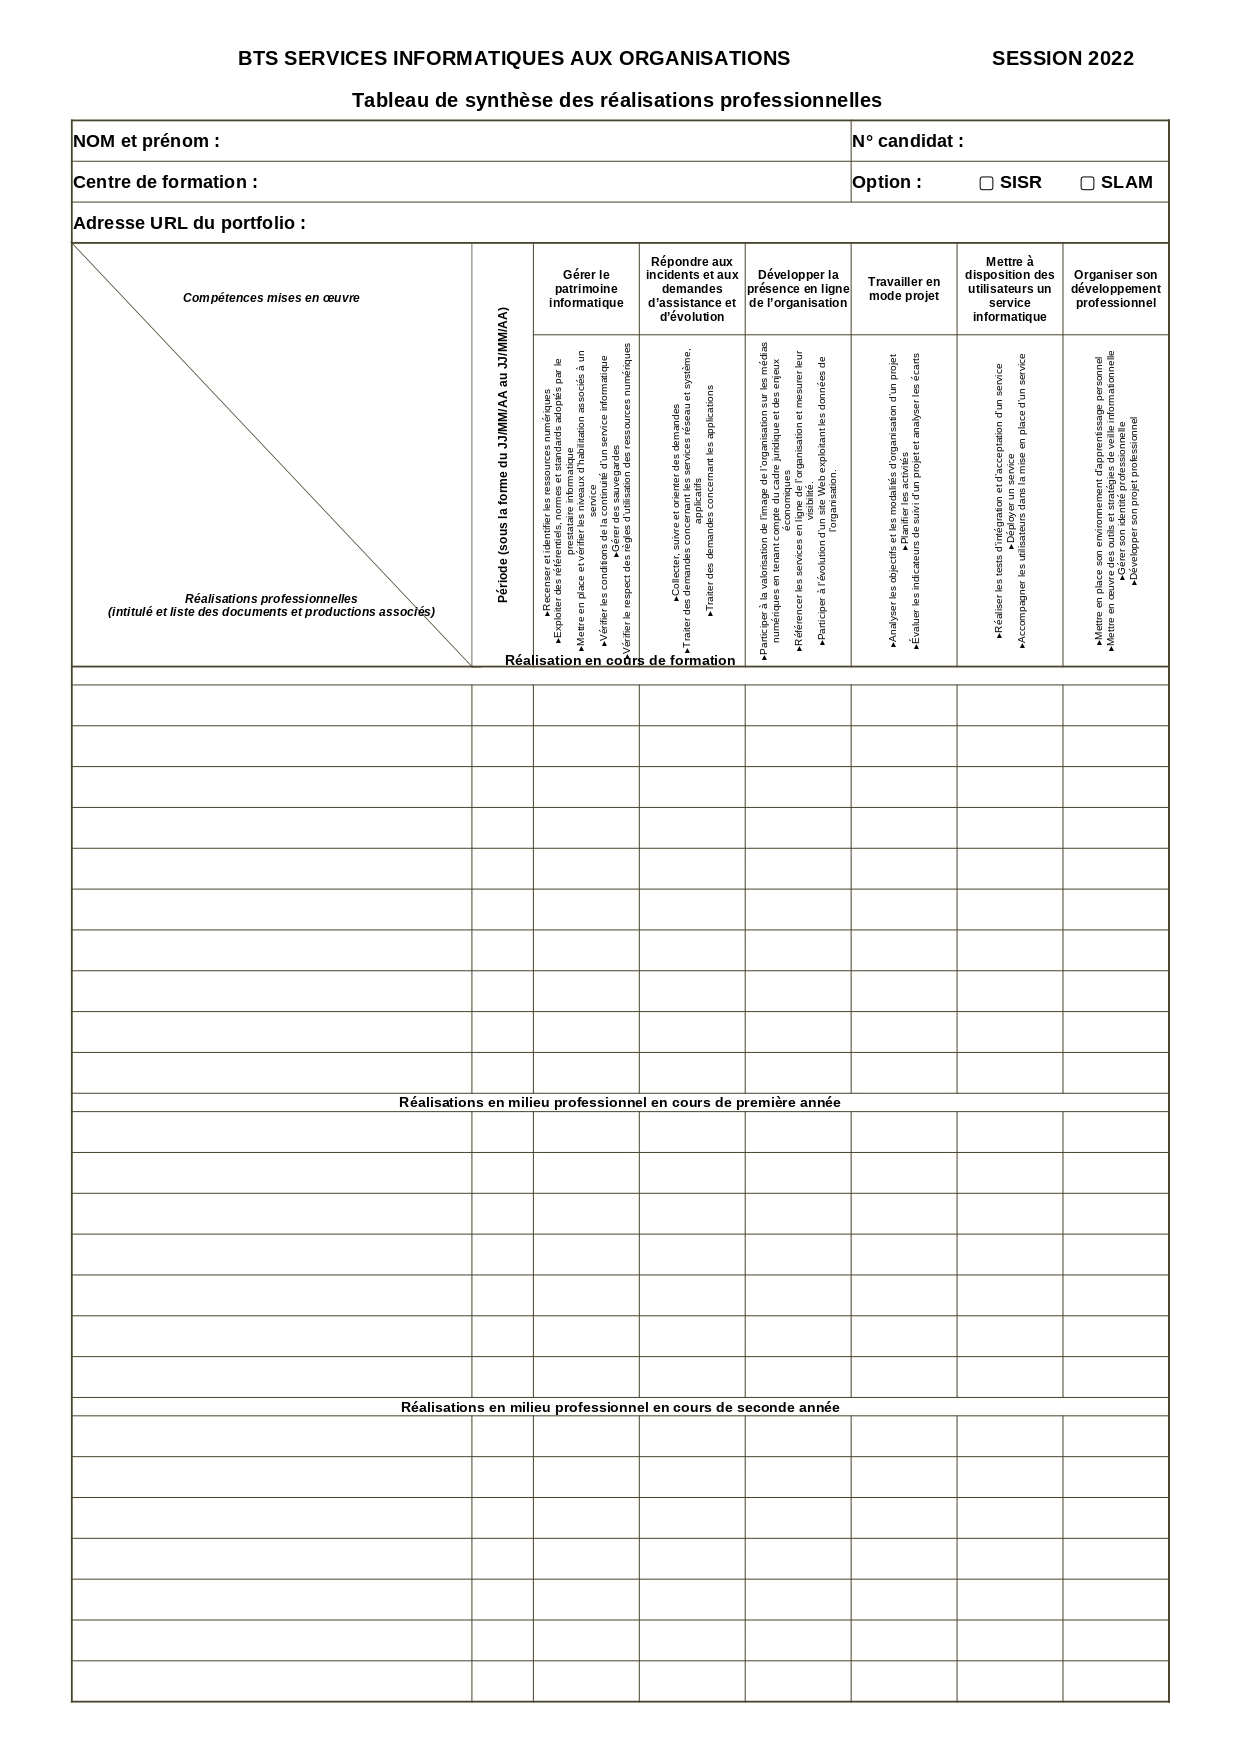 BTS SERVICES INFORMATIQUES AUX ORGANISATIONS SESSION 2022
Tableau de synthèse des réalisations professionnelles
NOM et prénom : N° candidat :
Centre de formation : Option : ▢ SISR ▢ SLAM
Adresse URL du portfolio :
Compétences mises en œuvre
Réalisations professionnelles
(intitulé et liste des documents et productions associés)
Période (sous la forme du JJ/MM/AA au JJ/MM/AA)
Gérer le
patrimoine
informatique
Répondre aux
incidents et aux
demandes
d’assistance et
d’évolution
Développer la
présence en ligne
de l’organisation
Travailler en
mode projet
Mettre à
disposition des
utilisateurs un
service
informatique
Organiser son
développement
professionnel
▸Recenser et identifier les ressources numériques
▸Exploiter des référentiels, normes et standards adoptés par le
prestataire informatique
▸Mettre en place et vérifier les niveaux d’habilitation associés à un
service
▸Vérifier les conditions de la continuité d’un service informatique
▸Gérer des sauvegardes
▸Vérifier le respect des règles d’utilisation des ressources numériques
▸Collecter, suivre et orienter des demandes
▸Traiter des demandes concernant les services réseau et système,
applicatifs
▸Traiter des demandes concernant les applications
▸Participer à la valorisation de l’image de l’organisation sur les médias
numériques en tenant compte du cadre juridique et des enjeux
économiques
▸Référencer les services en ligne de l’organisation et mesurer leur
visibilité.
▸Participer à l’évolution d’un site Web exploitant les données de
l’organisation.
▸Analyser les objectifs et les modalités d’organisation d’un projet
▸Planifier les activités
▸Évaluer les indicateurs de suivi d’un projet et analyser les écarts
▸Réaliser les tests d’intégration et d’acceptation d’un service
▸Déployer un service
▸Accompagner les utilisateurs dans la mise en place d’un service
▸Mettre en place son environnement d’apprentissage personnel
▸Mettre en œuvre des outils et stratégies de veille informationnelle
▸Gérer son identité professionnelle
▸Développer son projet professionnel
Réalisation en cours de formation
Réalisations en milieu professionnel en cours de première année
Réalisations en milieu professionnel en cours de seconde année